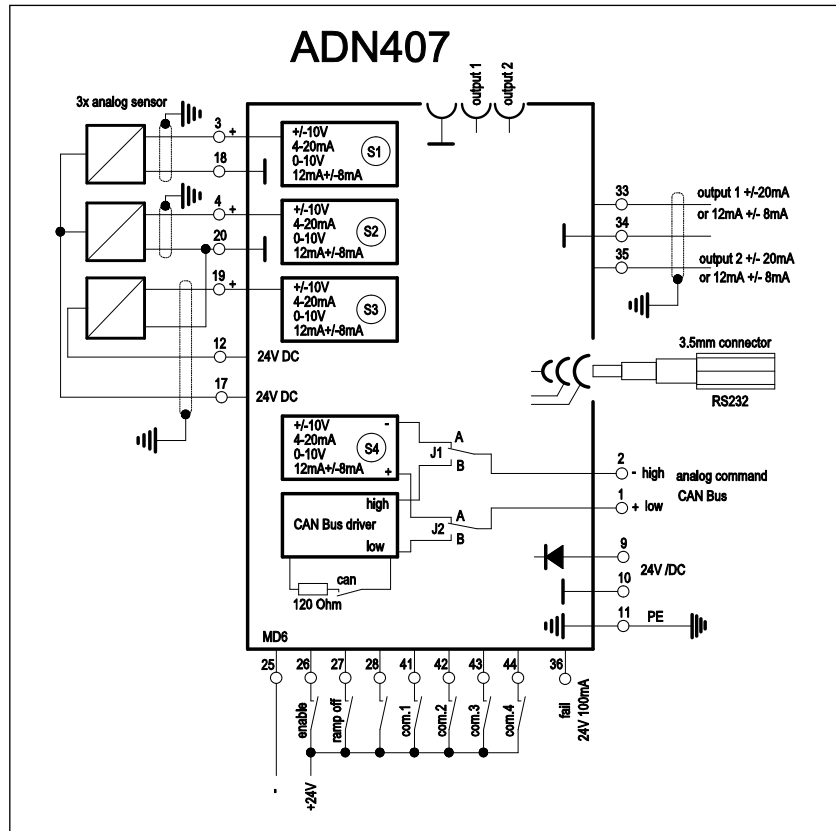 ADN407
3x analog sensor
output 1
output 2
3
+
18
+/-10V
4-20mA
0-10V
12mA+/-8mA
S1
4
+
20
+/-10V
4-20mA
0-10V
12mA+/-8mA
S2
19
+
+/-10V
4-20mA
0-10V
12mA+/-8mA
S3
12
24V DC
17
24V DC
33
output 1 +/-20mA
or 12mA +/- 8mA
34
35
output 2 +/- 20mA
or 12mA +/- 8mA
3.5mm connector
RS232
+/-10V
4-20mA
0-10V
12mA+/-8mA
S4
-
+
A
J1
B
A
J2
B
high
CAN Bus driver
low
can
120 Ohm
2
- high
analog command
1
+ low
CAN Bus
9
24V /DC
10
11
PE
MD6
25
26
27
28
41
42
43
44
36
enable
ramp off
com.1
com.2
com.3
com.4
fail
24V 100mA
-
+24V